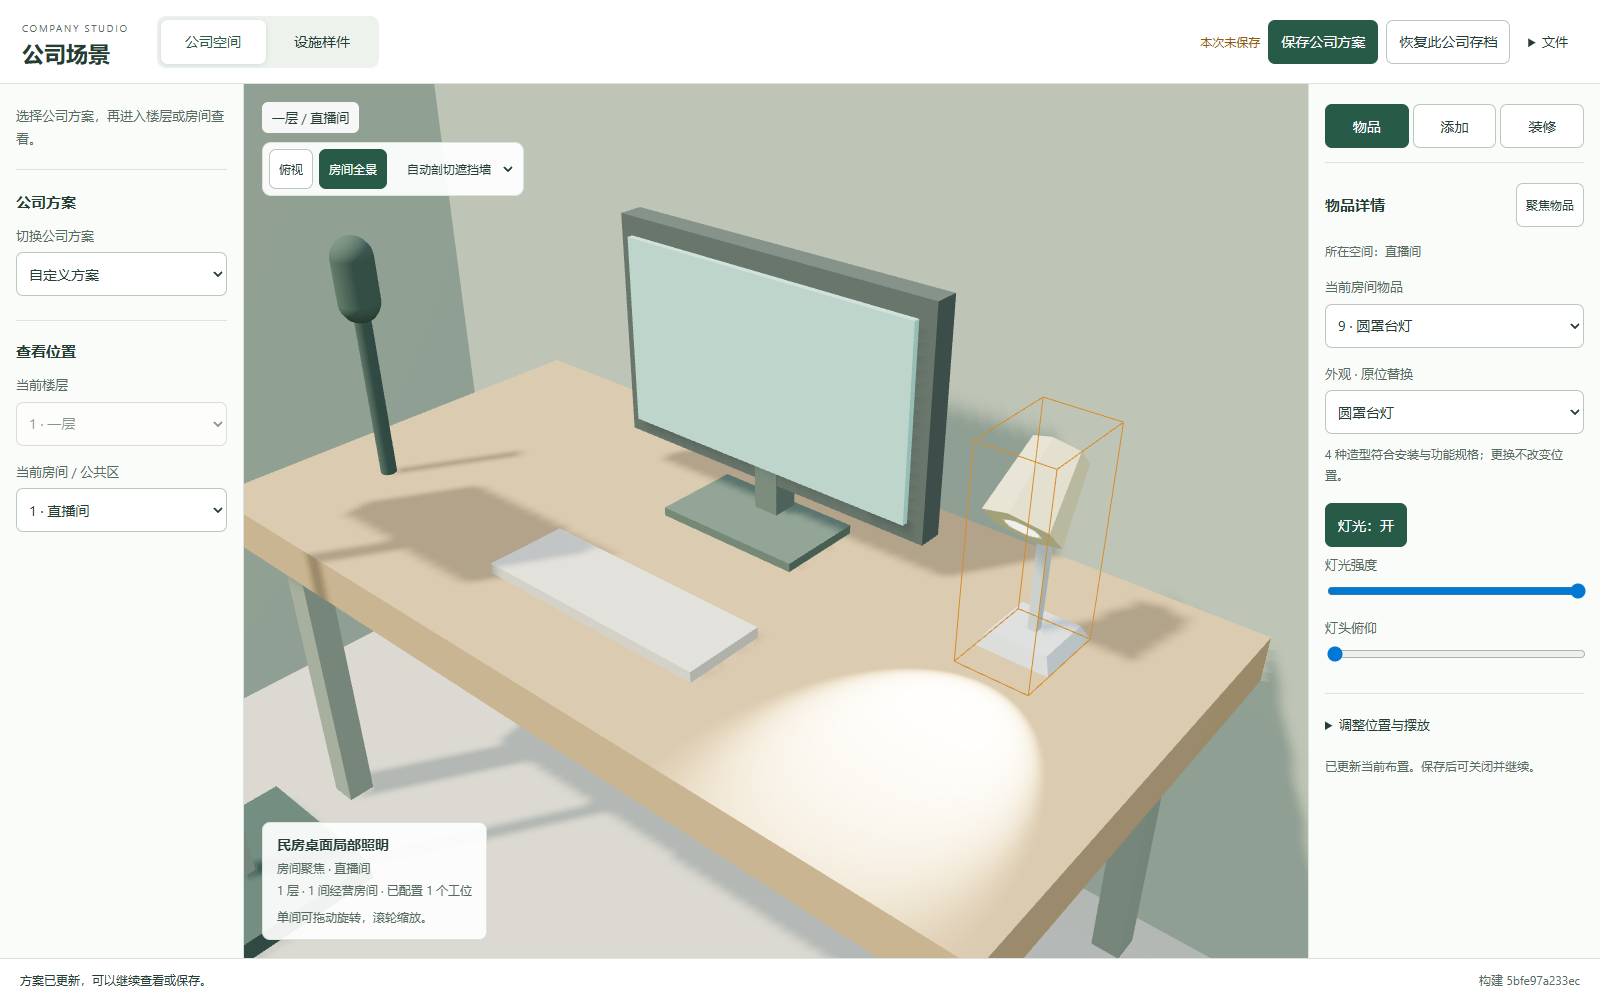 COMPANY STUDIO
公司场景
公司空间
设施样件
本次未保存
保存公司方案
恢复此公司存档
文件
选择公司方案，再进入楼层或房间查
看。
公司方案
切换公司方案
自定义方案
查看位置
当前楼层
1 · 一层
当前房间 / 公共区
1 · 直播间
一层 / 直播间
俯视
房间全景
自动剖切遮挡墙
民房桌面局部照明
房间聚焦 · 直播间
1 层 · 1 间经营房间 · 已配置 1 个工位
单间可拖动旋转，滚轮缩放。
物品
添加
装修
物品详情
聚焦物品
所在空间：直播间
当前房间物品
9 · 圆罩台灯
外观 · 原位替换
圆罩台灯
4 种造型符合安装与功能规格；更换不改变位
置。
灯光：开
灯光强度
灯头俯仰
调整位置与摆放
已更新当前布置。保存后可关闭并继续。
方案已更新，可以继续查看或保存。
构建 5bfe97a233ec